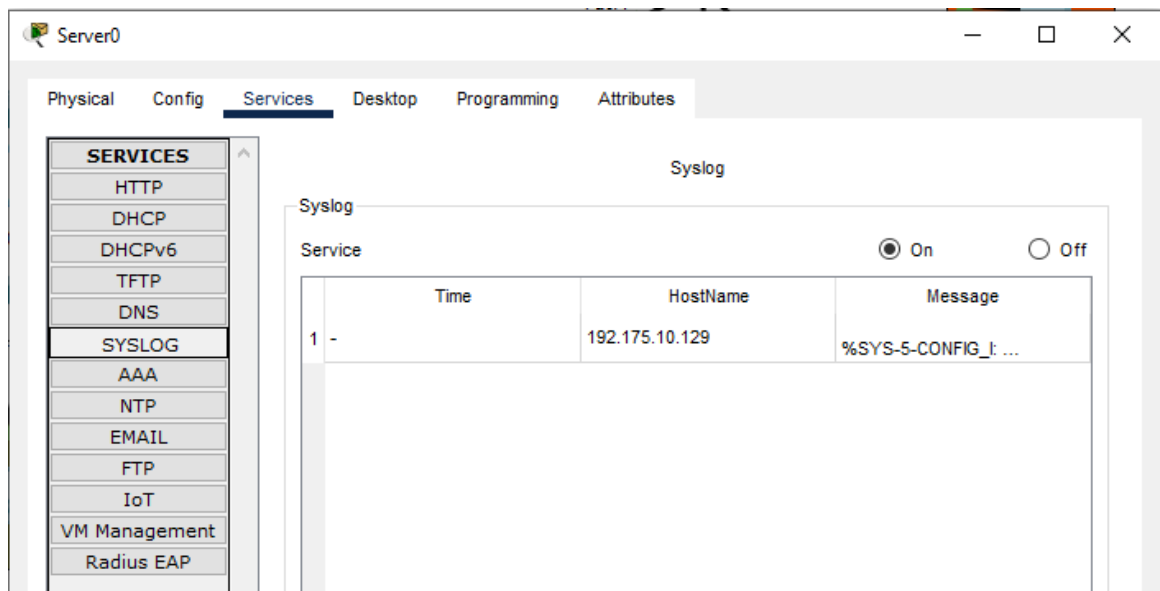 Server0
Physical Config Services Desktop Programming Attributes
SERVICES
HTTP
DHCP
DHCPv6
TFTP
DNS
SYSLOG
AAA
NTP
EMAIL
FTP
IoT
VM Management
Radius EAP
Syslog
Syslog
Service On Off
Time HostName Message
1 - 192.175.10.129 %SYS-5-CONFIG_I: ...